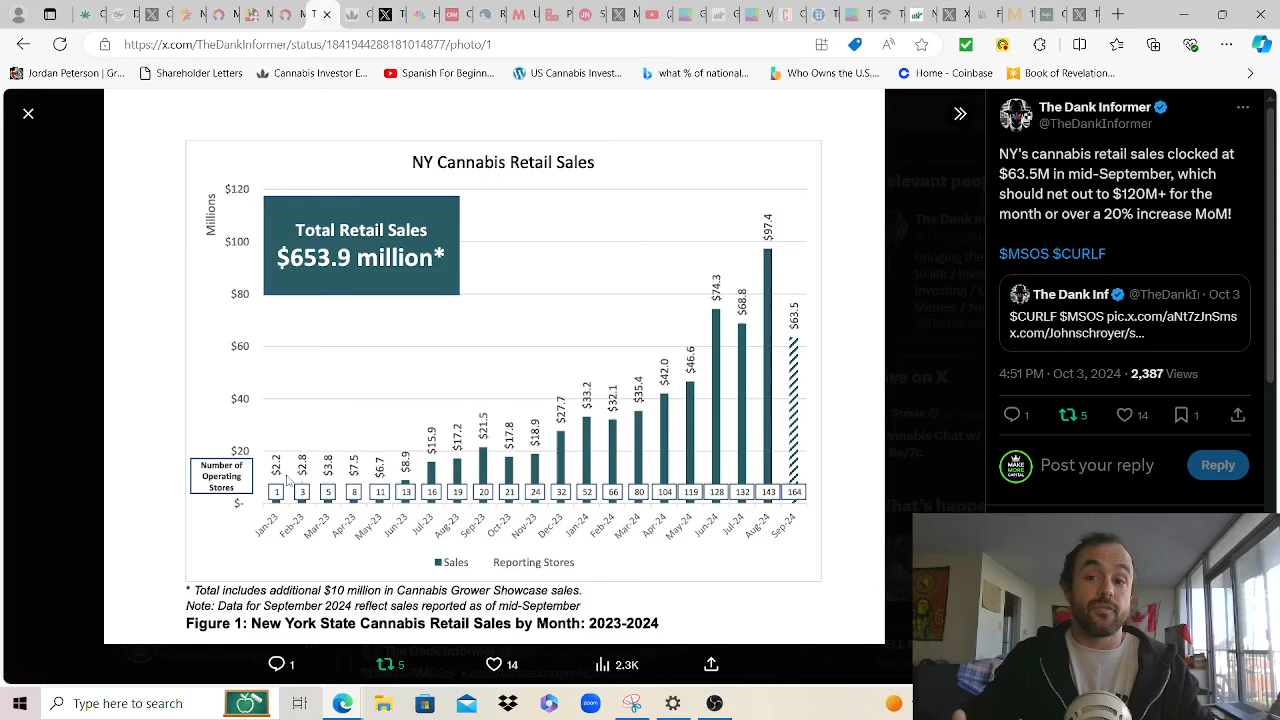 https://x.com/TheDankInformer/status/1841944288181014877/photo/1
Jordan Peterson | Gr...
Shareholder Letters
Cannabis Investor E...
Spanish For Beginner...
US Cannabis Invest...
what % of national...
Who Owns the U.S....
Home - Coinbase
Book of Revelation...
NY Cannabis Retail Sales
Millions
$120
$100
$80
$60
$40
$20
$-
Total Retail Sales
$653.9 million*
$2.2
$2.8
$3.8
$7.5
$6.7
$8.9
$15.9
$17.2
$21.5
$17.8
$18.9
$27.7
$33.2
$32.1
$35.4
$42.0
$46.6
$74.3
$68.8
$97.4
$63.5
Number of
Operating
Stores
1 3 5 8 11 13 16 19 20 21 24 32 52 66 80 104 119 128 132 143 164
Jan-23 Feb-23 Mar-23 Apr-23 May-23 Jun-23 Jul-23 Aug-23 Sep-23 Oct-23 Nov-23 Dec-23 Jan-24 Feb-24 Mar-24 Apr-24 May-24 Jun-24 Jul-24 Aug-24 Sep-24
Sales Reporting Stores
* Total includes additional $10 million in Cannabis Grower Showcase sales.
Note: Data for September 2024 reflect sales reported as of mid-September
Figure 1: New York State Cannabis Retail Sales by Month: 2023-2024
1 5 14 2.3K
The Dank Informer
@TheDankInformer
NY's cannabis retail sales clocked at
$63.5M in mid-September, which
should net out to $120M+ for the
month or over a 20% increase MoM!
$MSOS $CURLF
The Dank Inf @TheDankI · Oct 3
$CURLF $MSOS pic.x.com/aNt7zJnSms
x.com/Johnschroyer/s...
4:51 PM · Oct 3, 2024 · 2,387 Views
1 5 14 1
MAKE
MORE
CAPITAL
Post your reply
Reply
Type here to search
zoom